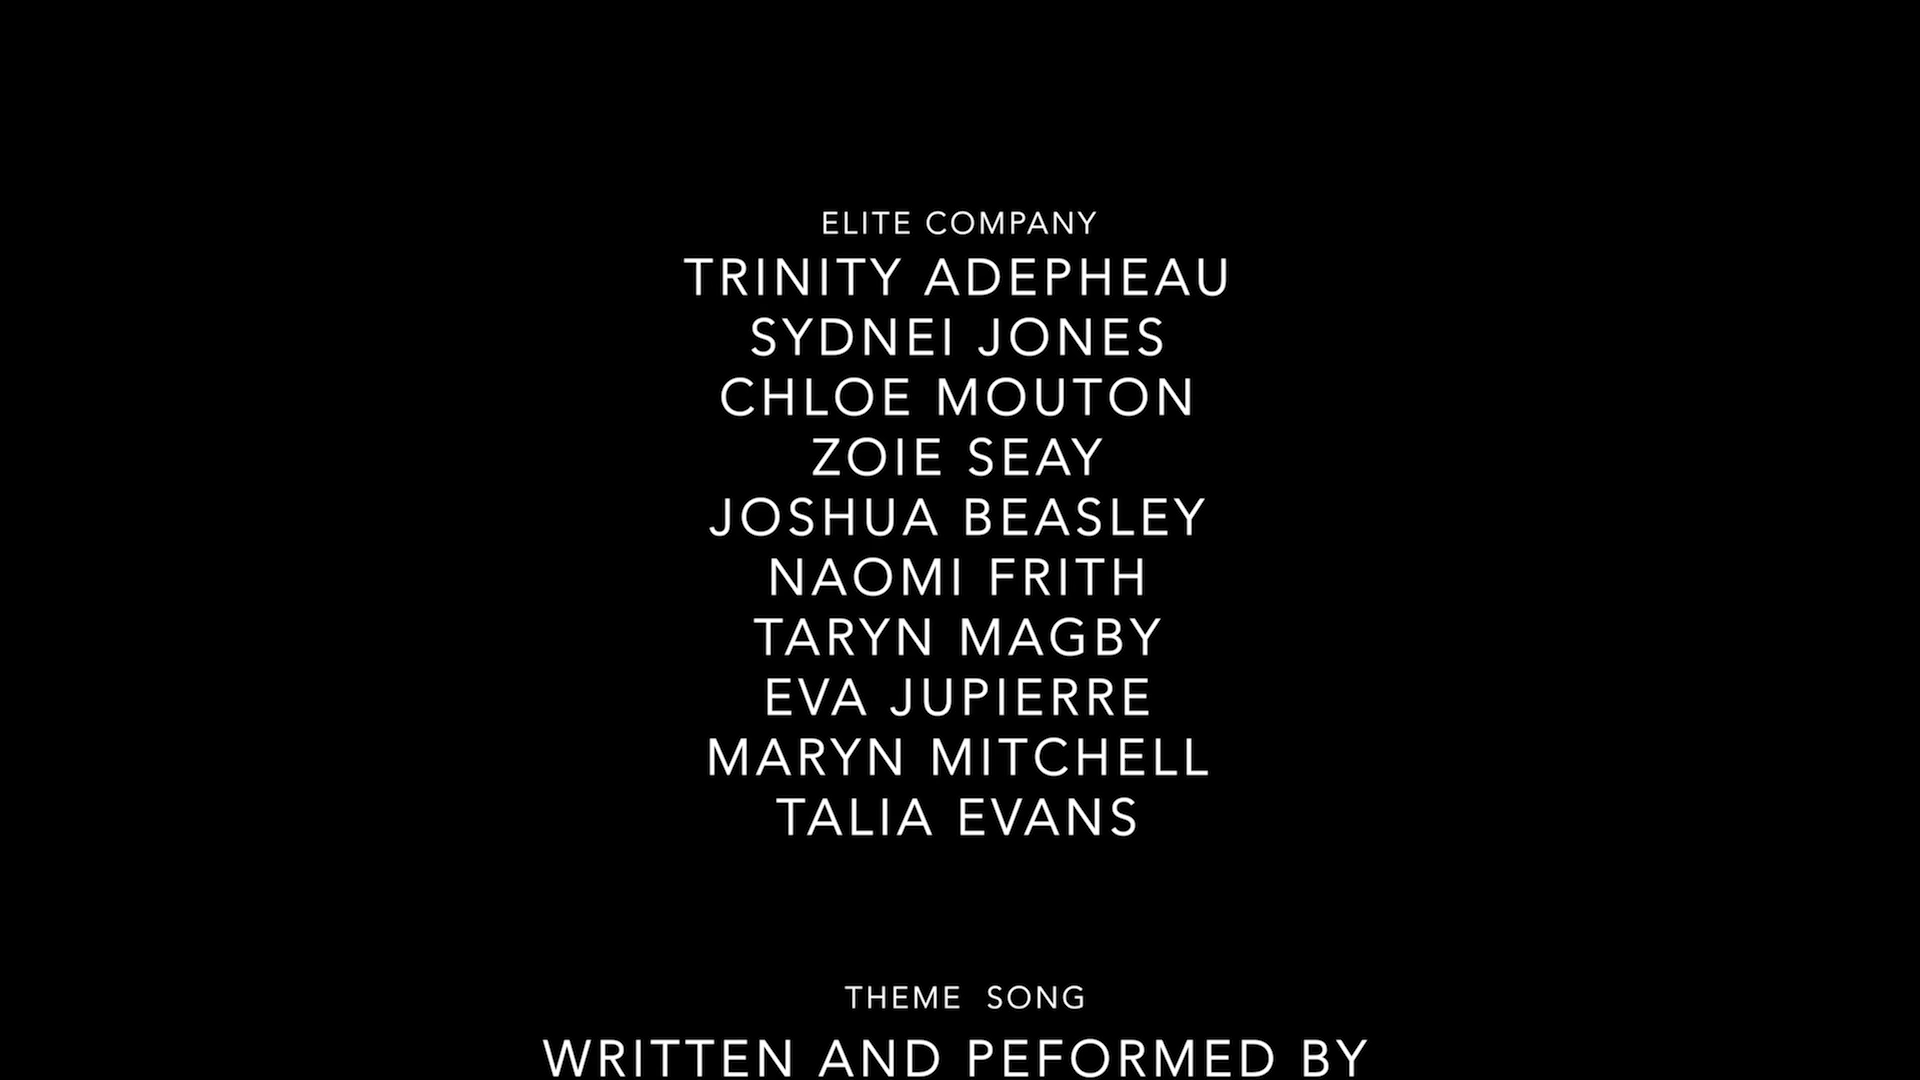 ELITE COMPANY
TRINITY ADEPHEAU
SYDNEI JONES
CHLOE MOUTON
ZOIE SEAY
JOSHUA BEASLEY
NAOMI FRITH
TARYN MAGBY
EVA JUPIERRE
MARYN MITCHELL
TALIA EVANS
THEME SONG
WRITTEN AND PEFORMED BY